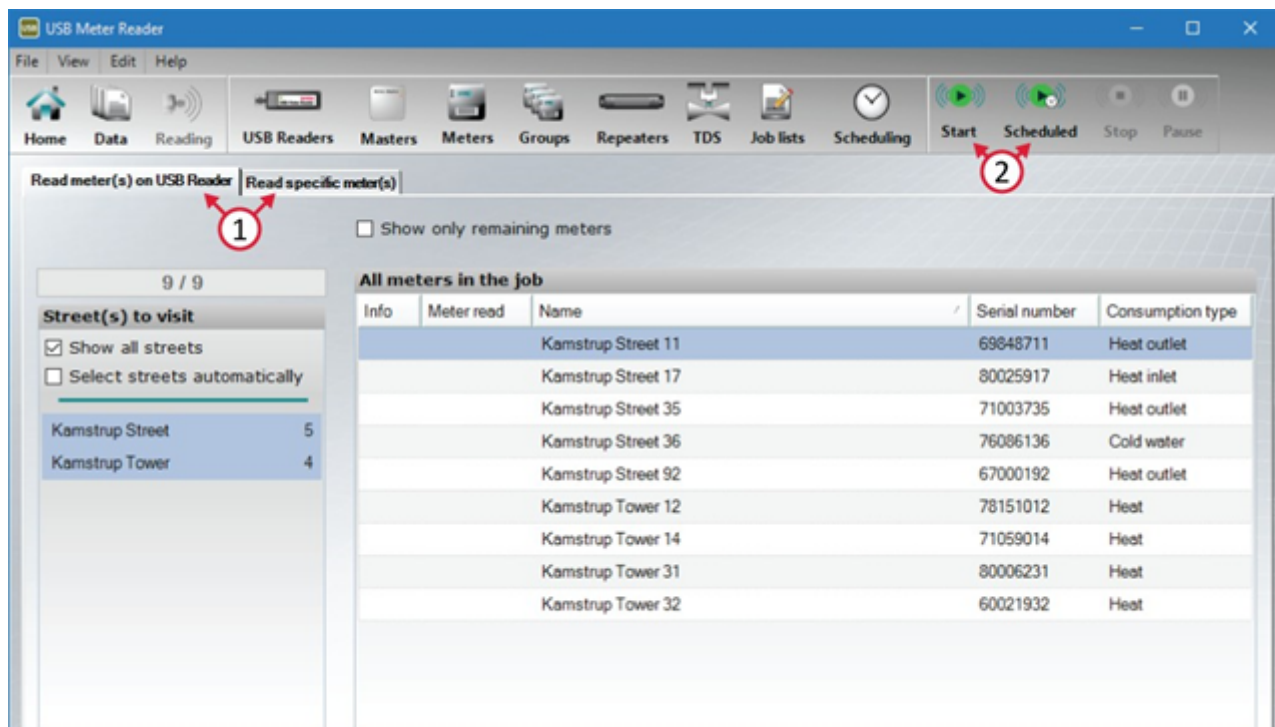 USB USB Meter Reader
File View Edit Help
Home Data Reading USB Readers Masters Meters Groups Repeaters TDS Job lists Scheduling Start Scheduled Stop Pause
Read meter(s) on USB Reader Read specific meter(s)
1
2
Show only remaining meters
9 / 9
All meters in the job
Street(s) to visit
Info Meter read Name Serial number Consumption type
Show all streets
Select streets automatically
Kamstrup Street 5
Kamstrup Tower 4
Kamstrup Street 11 69848711 Heat outlet
Kamstrup Street 17 80025917 Heat inlet
Kamstrup Street 35 71003735 Heat outlet
Kamstrup Street 36 76086136 Cold water
Kamstrup Street 92 67000192 Heat outlet
Kamstrup Tower 12 78151012 Heat
Kamstrup Tower 14 71059014 Heat
Kamstrup Tower 31 80006231 Heat
Kamstrup Tower 32 60021932 Heat